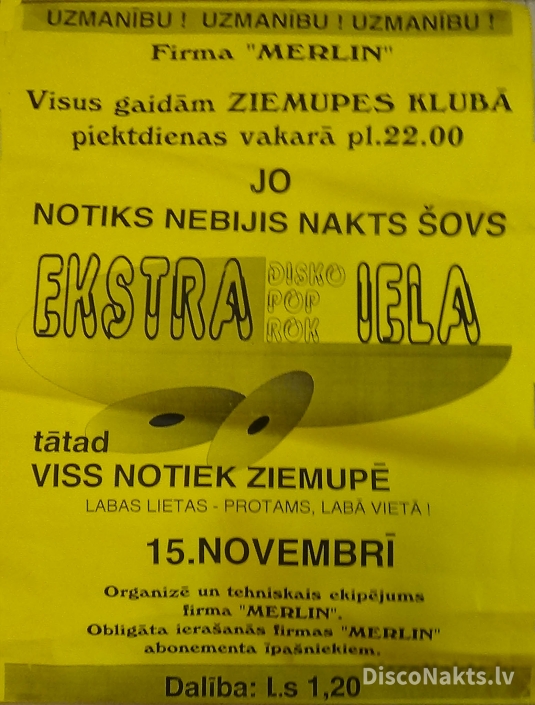 UZMANĪBU ! UZMANĪBU ! UZMANĪBU !
Firma "MERLIN"
Visus gaidām ZIEMUPES KLUBĀ
piektdienas vakarā pl.22.00
JO
NOTIKS NEBIJIS NAKTS ŠOVS
EKSTRA DISKO POP ROK IELA
tātad
VISS NOTIEK ZIEMUPĒ
LABAS LIETAS - PROTAMS, LABĀ VIETĀ !
15.NOVEMBRĪ
Organizē un tehniskais ekipējums
firma "MERLIN".
Obligāta ierašanās firmas "MERLIN"
abonementa īpašniekiem.
Dalība: Ls 1,20
DiscoNakts.lv